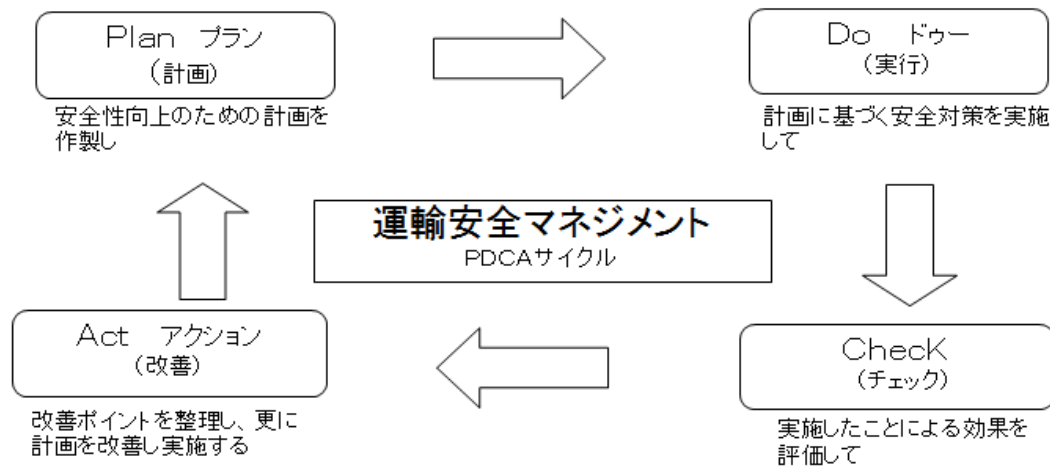 Plan プラン
(計画)
安全性向上のための計画を
作製し
Do ドゥー
(実行)
計画に基づく安全対策を実施
して
運輸安全マネジメント
PDCAサイクル
Act アクション
(改善)
改善ポイントを整理し、更に
計画を改善し実施する
ChecK
(チェック)
実施したことによる効果を
評価して